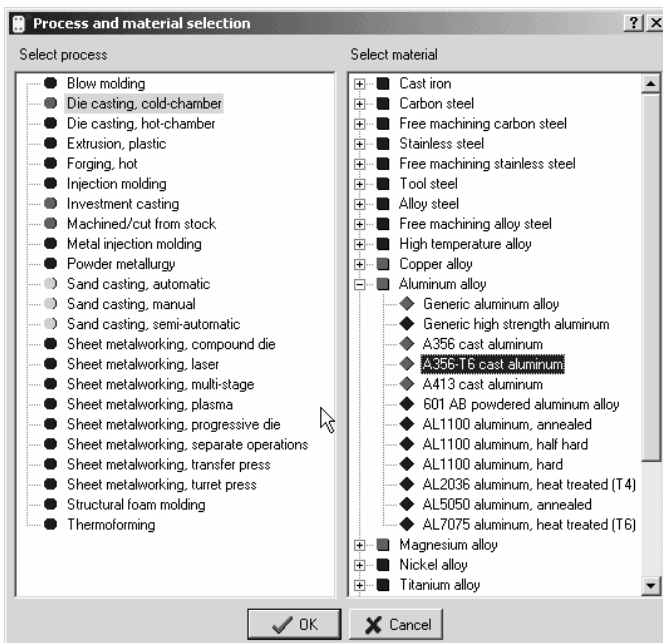 Process and material selection
Select process
Blow molding
Die casting, cold-chamber
Die casting, hot-chamber
Extrusion, plastic
Forging, hot
Injection molding
Investment casting
Machined/cut from stock
Metal injection molding
Powder metallurgy
Sand casting, automatic
Sand casting, manual
Sand casting, semi-automatic
Sheet metalworking, compound die
Sheet metalworking, laser
Sheet metalworking, multi-stage
Sheet metalworking, plasma
Sheet metalworking, progressive die
Sheet metalworking, separate operations
Sheet metalworking, transfer press
Sheet metalworking, turret press
Structural foam molding
Thermoforming
Select material
Cast iron
Carbon steel
Free machining carbon steel
Stainless steel
Free machining stainless steel
Tool steel
Alloy steel
Free machining alloy steel
High temperature alloy
Copper alloy
Aluminum alloy
Generic aluminum alloy
Generic high strength aluminum
A356 cast aluminum
A356-T6 cast aluminum
A413 cast aluminum
601 AB powdered aluminum alloy
AL1100 aluminum, annealed
AL1100 aluminum, half hard
AL1100 aluminum, hard
AL2036 aluminum, heat treated (T4)
AL5050 aluminum, annealed
AL7075 aluminum, heat treated (T6)
Magnesium alloy
Nickel alloy
Titanium alloy
OK
Cancel